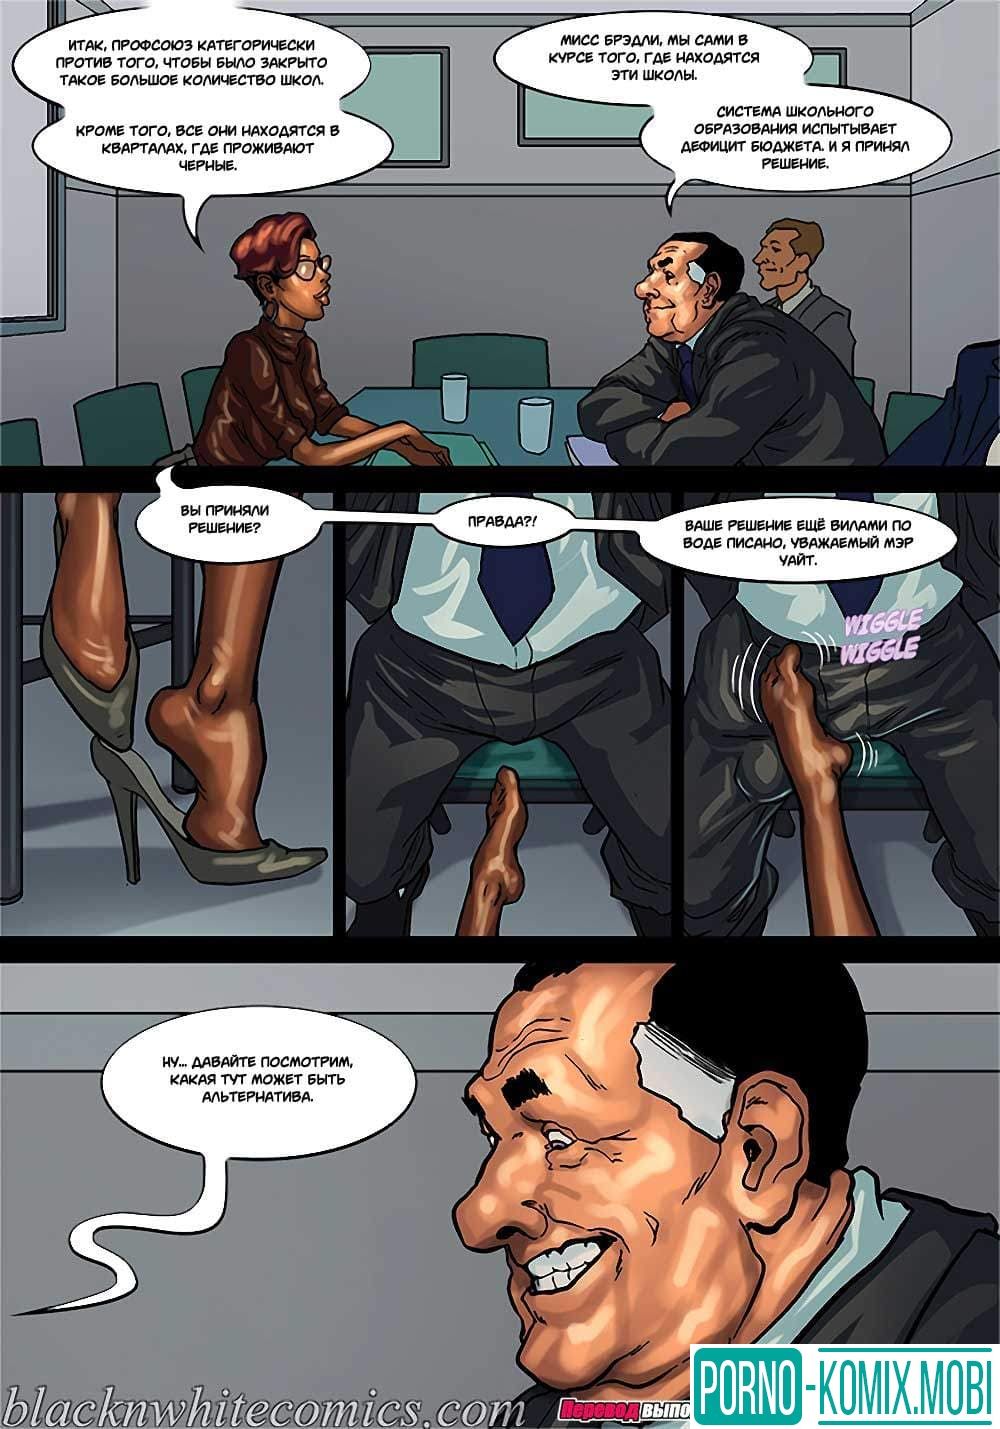 ИТАК, ПРОФСОЮЗ КАТЕГОРИЧЕСКИ
ПРОТИВ ТОГО, ЧТОБЫ БЫЛО ЗАКРЫТО
ТАКОЕ БОЛЬШОЕ КОЛИЧЕСТВО ШКОЛ.
КРОМЕ ТОГО, ВСЕ ОНИ НАХОДЯТСЯ В
КВАРТАЛАХ, ГДЕ ПРОЖИВАЮТ
ЧЕРНЫЕ.
МИСС БРЭДЛИ, МЫ САМИ В
КУРСЕ ТОГО, ГДЕ НАХОДЯТСЯ
ЭТИ ШКОЛЫ.
СИСТЕМА ШКОЛЬНОГО
ОБРАЗОВАНИЯ ИСПЫТЫВАЕТ
ДЕФИЦИТ БЮДЖЕТА. И Я ПРИНЯЛ
РЕШЕНИЕ.
ВЫ ПРИНЯЛИ
РЕШЕНИЕ?
ПРАВДА?!
ВАШЕ РЕШЕНИЕ ЕЩЁ ВИЛАМИ ПО
ВОДЕ ПИСАНО, УВАЖАЕМЫЙ МЭР
УАЙТ.
WIGGLE
WIGGLE
НУ... ДАВАЙТЕ ПОСМОТРИМ,
КАКАЯ ТУТ МОЖЕТ БЫТЬ
АЛЬТЕРНАТИВА.
blacknwhitecomics.com
Перевод выпо
PORNO-KOMIX.MOBI